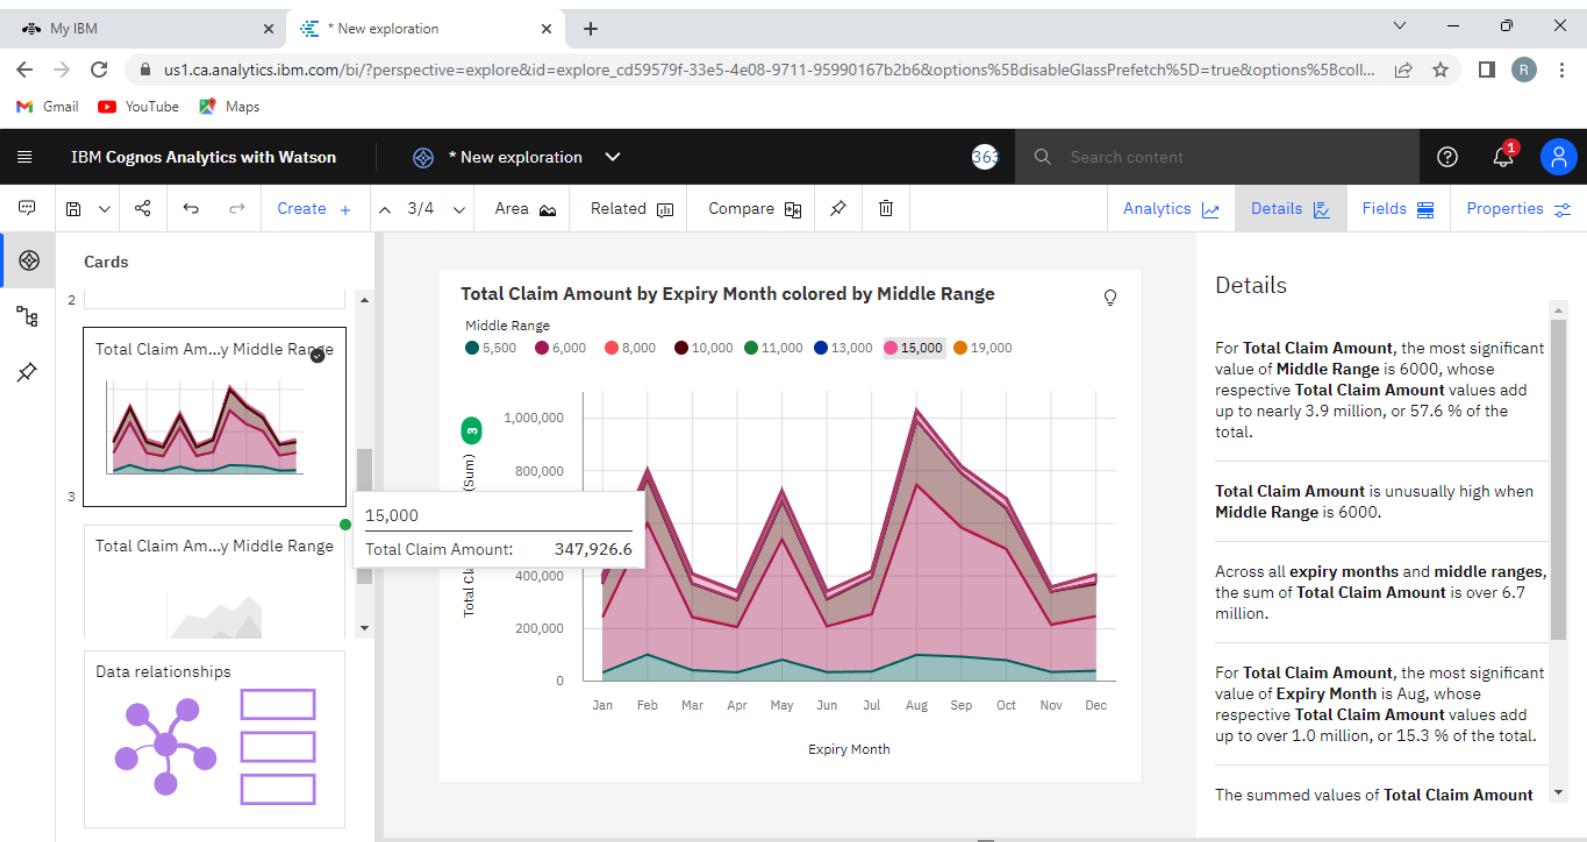 My IBM
* New exploration
us1.ca.analytics.ibm.com/bi/?perspective=explore&id=explore_cd59579f-33e5-4e08-9711-95990167b2b6&options%5BdisableGlassPrefetch%5D=true&options%5Bcoll...
R
Gmail
YouTube
Maps
IBM Cognos Analytics with Watson
* New exploration
363
Search content
1
Create +
3/4
Area
Related
Compare
Analytics
Details
Fields
Properties
Cards
2
Total Claim Am...y Middle Range
3
Total Claim Am...y Middle Range
Data relationships
Total Claim Amount by Expiry Month colored by Middle Range
Middle Range
5,500
6,000
8,000
10,000
11,000
13,000
15,000
19,000
3
1,000,000
800,000
400,000
200,000
0
(Sum)
Total Cl
15,000
Total Claim Amount: 347,926.6
Jan Feb Mar Apr May Jun Jul Aug Sep Oct Nov Dec
Expiry Month
Details
For Total Claim Amount, the most significant
value of Middle Range is 6000, whose
respective Total Claim Amount values add
up to nearly 3.9 million, or 57.6 % of the
total.
Total Claim Amount is unusually high when
Middle Range is 6000.
Across all expiry months and middle ranges,
the sum of Total Claim Amount is over 6.7
million.
For Total Claim Amount, the most significant
value of Expiry Month is Aug, whose
respective Total Claim Amount values add
up to over 1.0 million, or 15.3 % of the total.
The summed values of Total Claim Amount